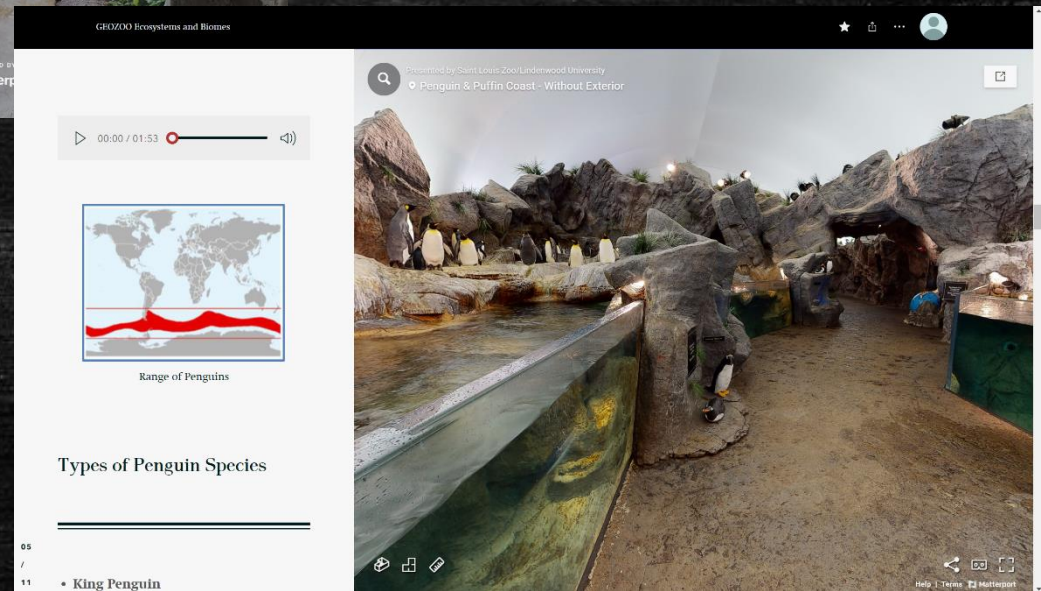 GEOZOO Ecosystems and Biomes
00:00 / 01:53
Range of Penguins
Types of Penguin Species
05
/
11
• King Penguin
Presented by Saint Louis Zoo/Lindenwood University
Penguin & Puffin Coast - Without Exterior
Help | Terms Matterport